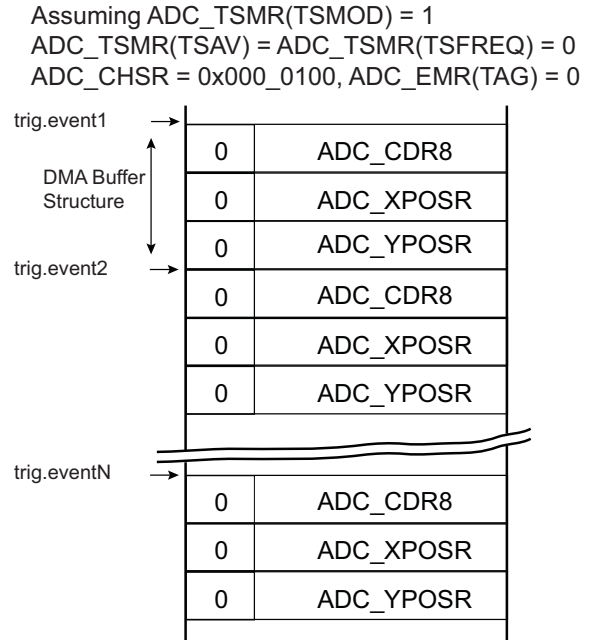 Assuming ADC_TSMR(TSMOD) = 1
ADC_TSMR(TSAV) = ADC_TSMR(TSFREQ) = 0
ADC_CHSR = 0x000_0100, ADC_EMR(TAG) = 0
trig.event1
0 ADC_CDR8
DMA Buffer
Structure
0 ADC_XPOSR
0 ADC_YPOSR
trig.event2
0 ADC_CDR8
0 ADC_XPOSR
0 ADC_YPOSR
trig.eventN
0 ADC_CDR8
0 ADC_XPOSR
0 ADC_YPOSR